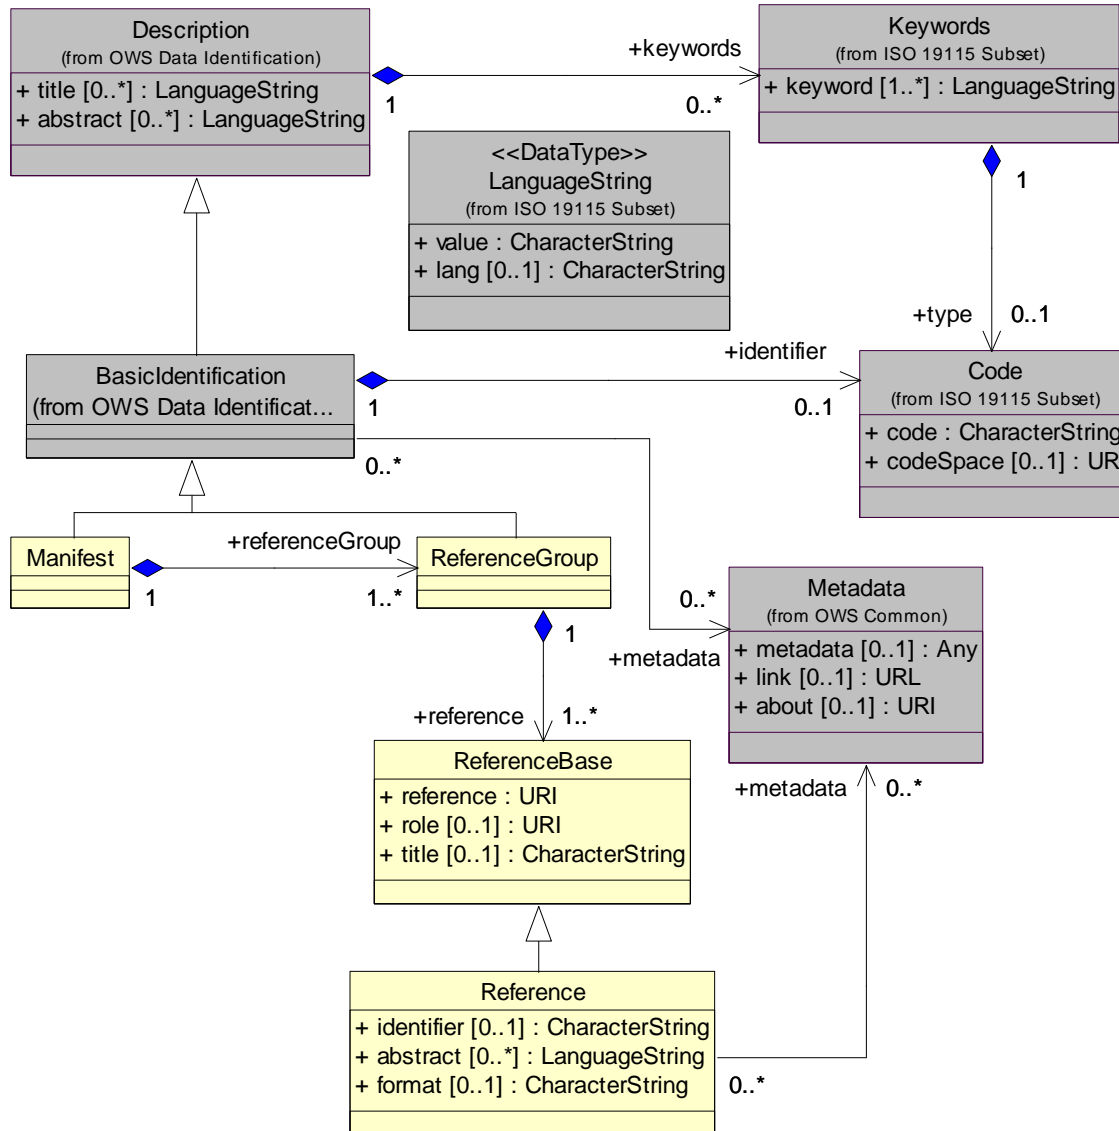 Description
(from OWS Data Identification)
+ title [0..*] : LanguageString
+ abstract [0..*] : LanguageString
+keywords
1
0..*
Keywords
(from ISO 19115 Subset)
+ keyword [1..*] : LanguageString
1
<<DataType>>
LanguageString
(from ISO 19115 Subset)
+ value : CharacterString
+ lang [0..1] : CharacterString
+type
0..1
BasicIdentification
(from OWS Data Identificat...
+identifier
1
0..1
0..*
Code
(from ISO 19115 Subset)
+ code : CharacterString
+ codeSpace [0..1] : UR
Manifest
+referenceGroup
1
1..*
ReferenceGroup
1
0..*
+metadata
Metadata
(from OWS Common)
+ metadata [0..1] : Any
+ link [0..1] : URL
+ about [0..1] : URI
+reference
1..*
ReferenceBase
+ reference : URI
+ role [0..1] : URI
+ title [0..1] : CharacterString
+metadata
0..*
Reference
+ identifier [0..1] : CharacterString
+ abstract [0..*] : LanguageString
+ format [0..1] : CharacterString
0..*